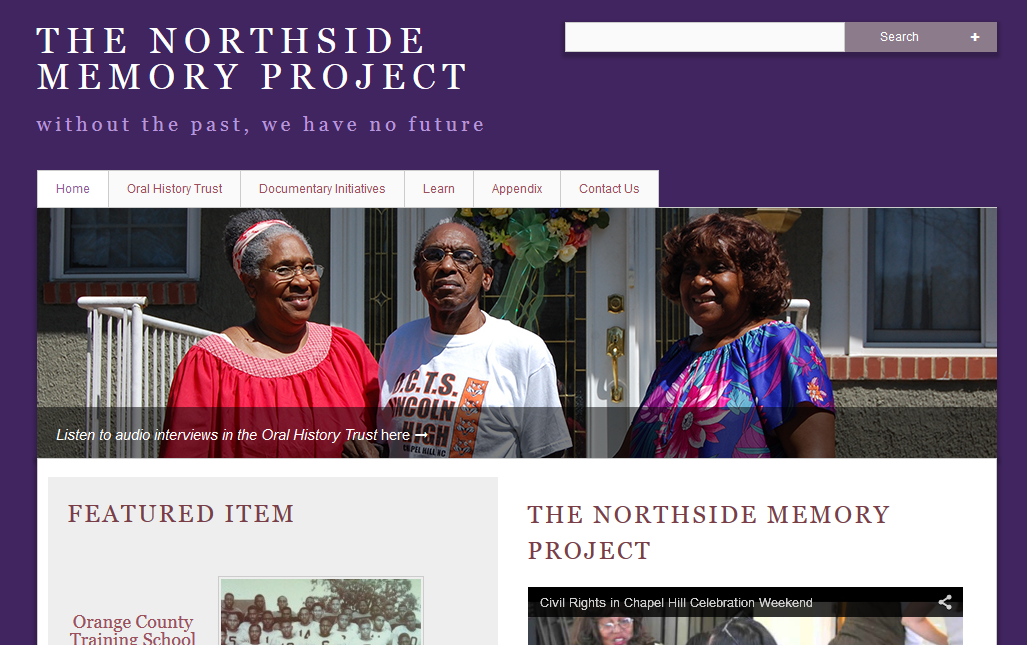 THE NORTHSIDE
MEMORY PROJECT
without the past, we have no future
Search +
Home Oral History Trust Documentary Initiatives Learn Appendix Contact Us
O.C.T.S.
LINCOLN
HIGH
CHAPEL HILL NC
Listen to audio interviews in the Oral History Trust here →
FEATURED ITEM
Orange County
Training School
THE NORTHSIDE MEMORY
PROJECT
Civil Rights in Chapel Hill Celebration Weekend